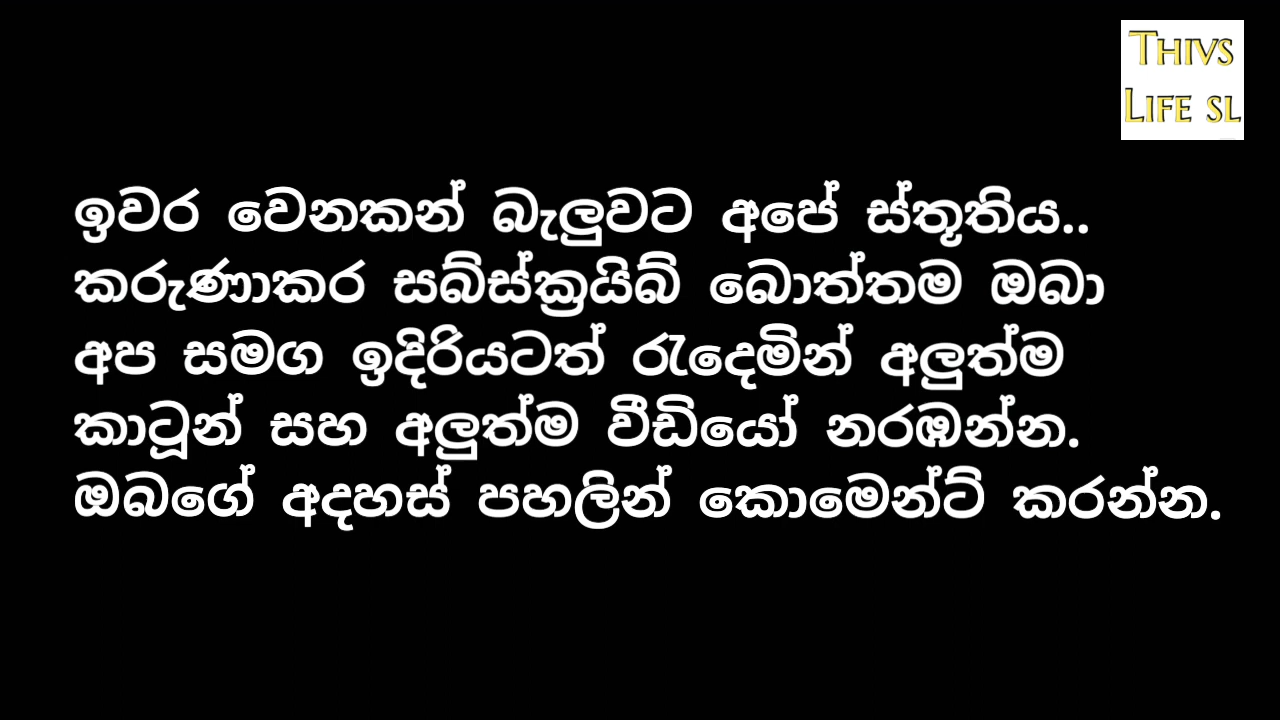 THIVS
LIFE SL
ඉවර වෙනකන් බැලුවට අපේ ස්තූතිය..
කරුණාකර සබ්ස්ක්‍රයිබ් බොත්තම ඔබා
අප සමග ඉදිරියටත් රැදෙමින් අලුත්ම
කාටූන් සහ අලුත්ම වීඩියෝ නරඹන්න.
ඔබගේ අදහස් පහලින් කොමෙන්ට් කරන්න.